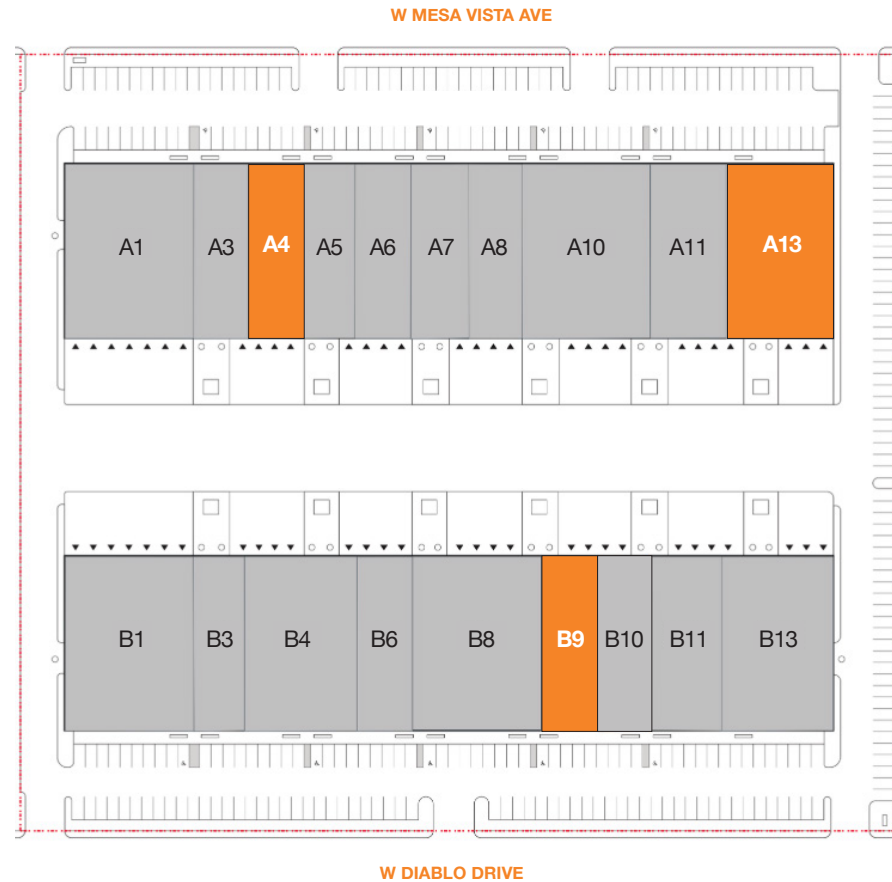 W MESA VISTA AVE
A1 A3 A4 A5 A6 A7 A8 A10 A11 A13
B1 B3 B4 B6 B8 B9 B10 B11 B13
W DIABLO DRIVE